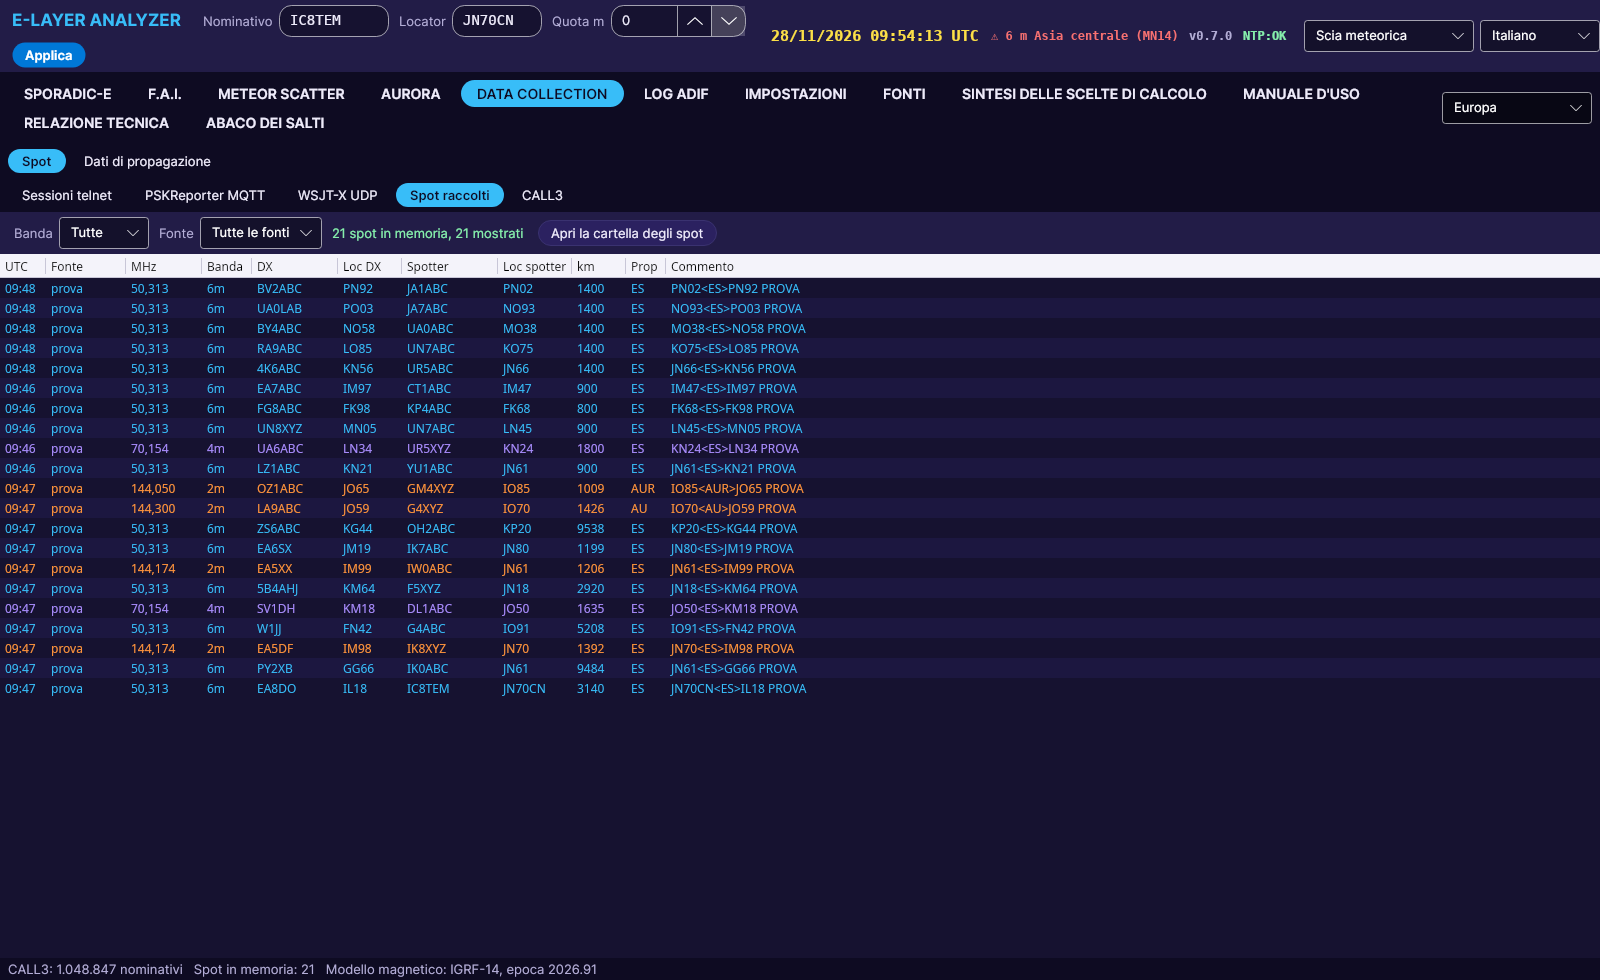 E-LAYER ANALYZER Nominativo IC8TEM Locator JN70CN Quota m 0
28/11/2026 09:54:13 UTC ⚠ 6 m Asia centrale (MN14) v0.7.0 NTP:OK Scia meteorica Italiano
Applica
SPORADIC-E F.A.I. METEOR SCATTER AURORA DATA COLLECTION LOG ADIF IMPOSTAZIONI FONTI SINTESI DELLE SCELTE DI CALCOLO MANUALE D'USO
RELAZIONE TECNICA ABACO DEI SALTI
Europa
Spot Dati di propagazione
Sessioni telnet PSKReporter MQTT WSJT-X UDP Spot raccolti CALL3
Banda Tutte Fonte Tutte le fonti 21 spot in memoria, 21 mostrati Apri la cartella degli spot
UTC Fonte MHz Banda DX Loc DX Spotter Loc spotter km Prop Commento
09:48 prova 50,313 6m BV2ABC PN92 JA1ABC PN02 1400 ES PN02<ES>PN92 PROVA
09:48 prova 50,313 6m UA0LAB PO03 JA7ABC NO93 1400 ES NO93<ES>PO03 PROVA
09:48 prova 50,313 6m BY4ABC NO58 UA0ABC MO38 1400 ES MO38<ES>NO58 PROVA
09:48 prova 50,313 6m RA9ABC LO85 UN7ABC KO75 1400 ES KO75<ES>LO85 PROVA
09:48 prova 50,313 6m 4K6ABC KN56 UR5ABC JN66 1400 ES JN66<ES>KN56 PROVA
09:46 prova 50,313 6m EA7ABC IM97 CT1ABC IM47 900 ES IM47<ES>IM97 PROVA
09:46 prova 50,313 6m FG8ABC FK98 KP4ABC FK68 800 ES FK68<ES>FK98 PROVA
09:46 prova 50,313 6m UN8XYZ MN05 UN7ABC LN45 900 ES LN45<ES>MN05 PROVA
09:46 prova 70,154 4m UA6ABC LN34 UR5XYZ KN24 1800 ES KN24<ES>LN34 PROVA
09:46 prova 50,313 6m LZ1ABC KN21 YU1ABC JN61 900 ES JN61<ES>KN21 PROVA
09:47 prova 144,050 2m OZ1ABC JO65 GM4XYZ IO85 1009 AUR IO85<AUR>JO65 PROVA
09:47 prova 144,300 2m LA9ABC JO59 G4XYZ IO70 1426 AU IO70<AU>JO59 PROVA
09:47 prova 50,313 6m ZS6ABC KG44 OH2ABC KP20 9538 ES KP20<ES>KG44 PROVA
09:47 prova 50,313 6m EA6SX JM19 IK7ABC JN80 1199 ES JN80<ES>JM19 PROVA
09:47 prova 144,174 2m EA5XX IM99 IW0ABC JN61 1206 ES JN61<ES>IM99 PROVA
09:47 prova 50,313 6m 5B4AHJ KM64 F5XYZ JN18 2920 ES JN18<ES>KM64 PROVA
09:47 prova 70,154 4m SV1DH KM18 DL1ABC JO50 1635 ES JO50<ES>KM18 PROVA
09:47 prova 50,313 6m W1JJ FN42 G4ABC IO91 5208 ES IO91<ES>FN42 PROVA
09:47 prova 144,174 2m EA5DF IM98 IK8XYZ JN70 1392 ES JN70<ES>IM98 PROVA
09:47 prova 50,313 6m PY2XB GG66 IK0ABC JN61 9484 ES JN61<ES>GG66 PROVA
09:47 prova 50,313 6m EA8DO IL18 IC8TEM JN70CN 3140 ES JN70CN<ES>IL18 PROVA
CALL3: 1.048.847 nominativi Spot in memoria: 21 Modello magnetico: IGRF-14, epoca 2026.91